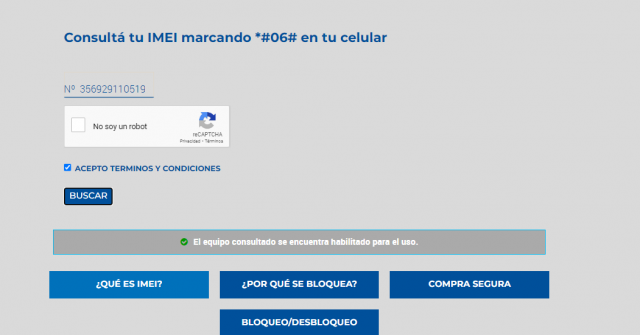 Consultá tu IMEI marcando *#06# en tu celular
Nº 356929110519
No soy un robot
reCAPTCHA
Privacidad - Términos
ACEPTO TERMINOS Y CONDICIONES
BUSCAR
El equipo consultado se encuentra habilitado para el uso.
¿QUÉ ES IMEI?
¿POR QUÉ SE BLOQUEA?
COMPRA SEGURA
BLOQUEO/DESBLOQUEO